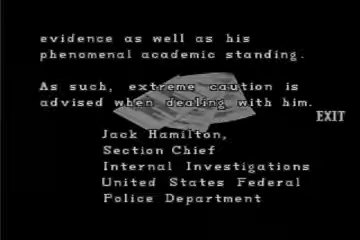 evidence as well as his
phenomenal academic standing.
As such, extreme caution is
advised when dealing with him.
EXIT
Jack Hamilton,
Section Chief
Internal Investigations
United States Federal
Police Department